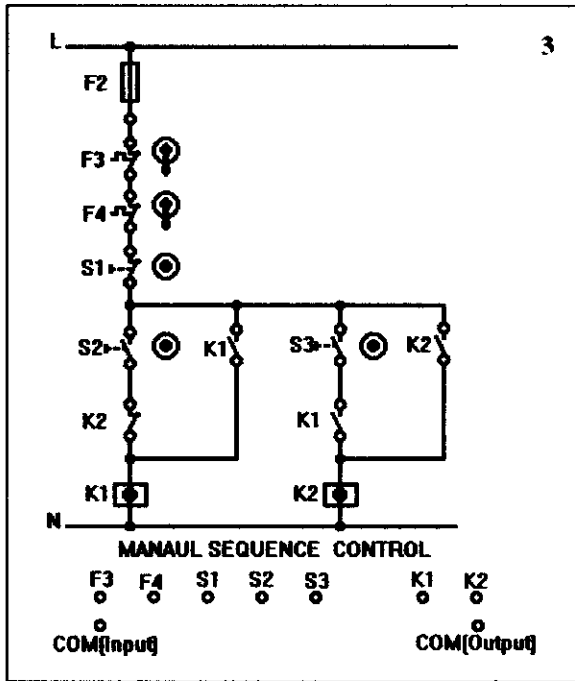 L 3
F2
F3
F4
S1
S2 K1 S3 K2
K2 K1
K1 K2
N
MANAUL SEQUENCE CONTROL
F3 F4 S1 S2 S3 K1 K2
COM(Input) COM(Output)